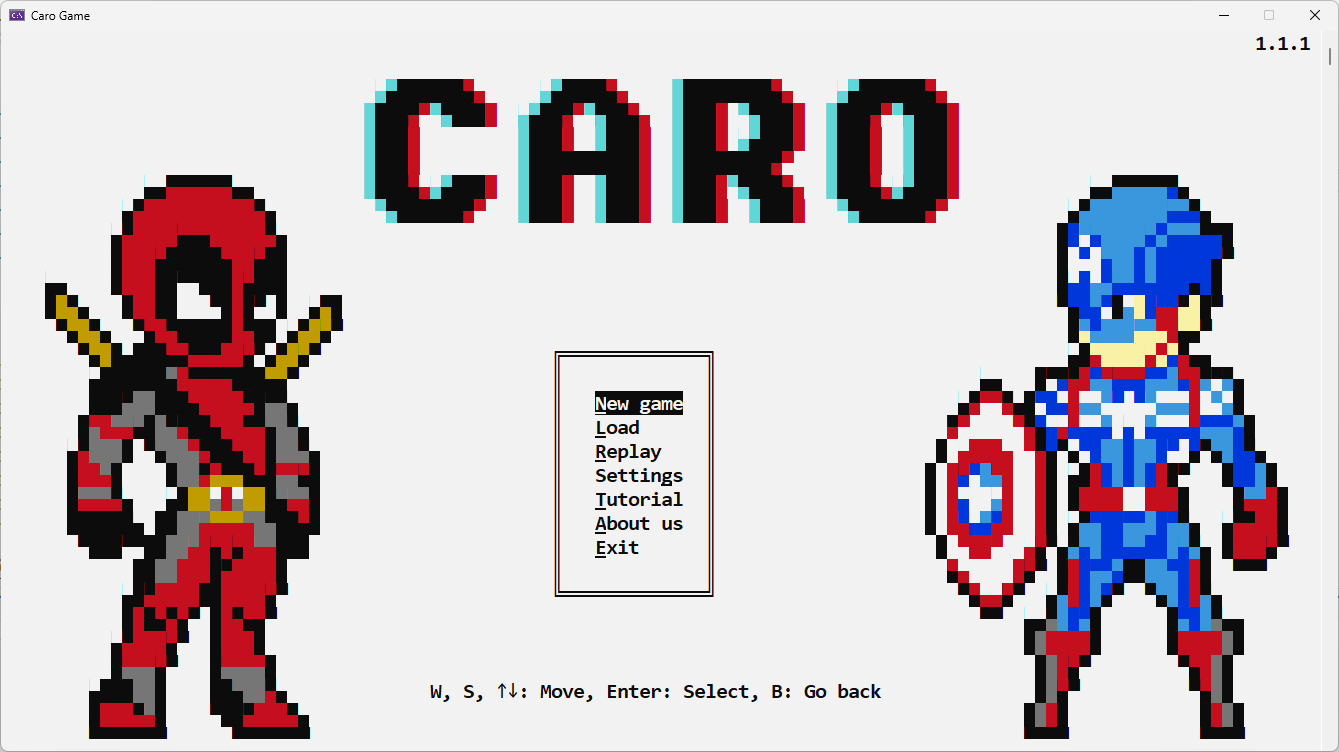 Caro Game
1.1.1
CARO
New game
Load
Replay
Settings
Tutorial
About us
Exit
W, S, ↑↓: Move, Enter: Select, B: Go back